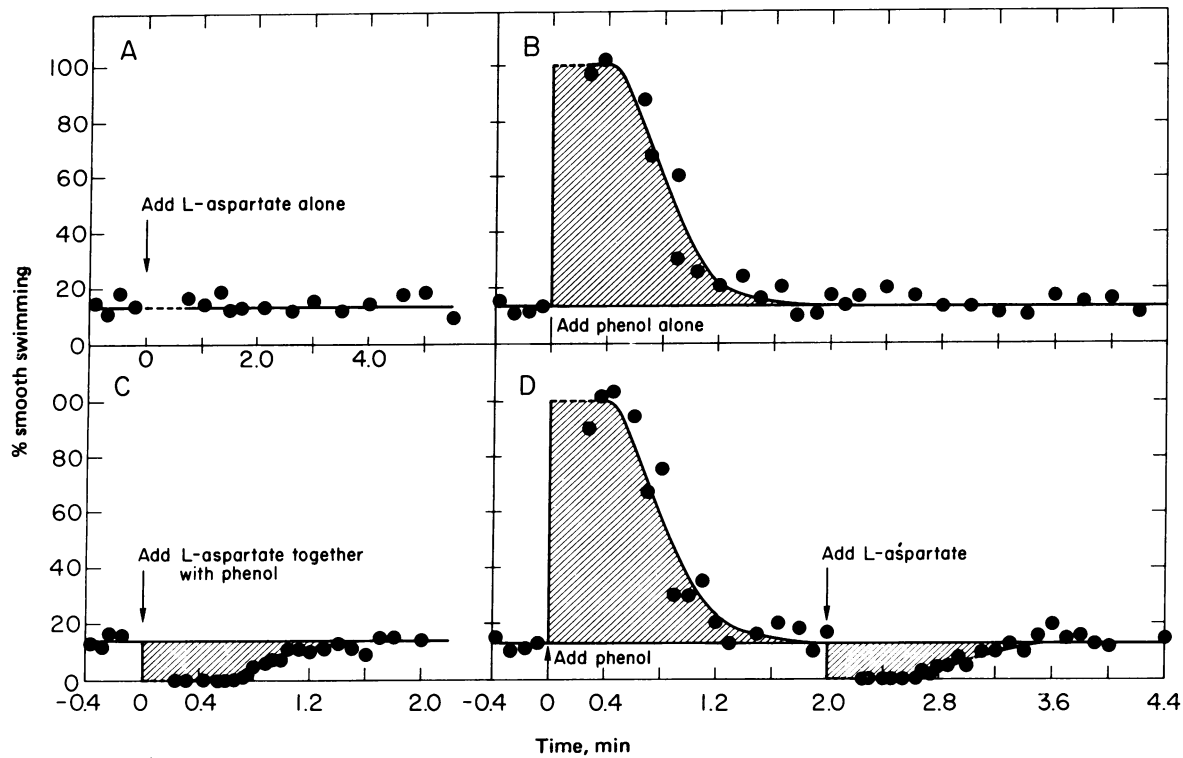 A
B
100
80
60
40
20
0
Add L-aspartate alone
Add phenol alone
0 2.0 4.0
% smooth swimming
C
D
00
80
60
40
20
0
Add L-aspartate together
with phenol
Add L-aspartate
Add phenol
-0.4 0 0.4 1.2 2.0 -0.4 0 0.4 1.2 2.0 2.8 3.6 4.4
Time, min